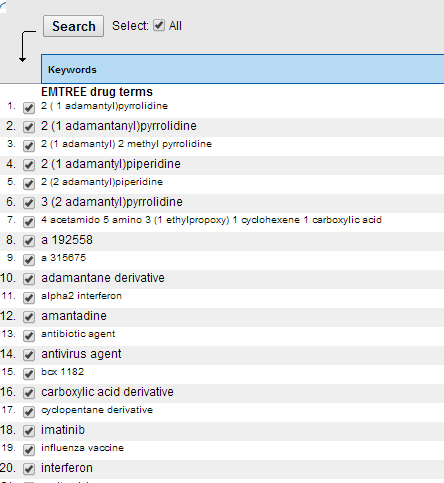 Search Select: All
Keywords
EMTREE drug terms
1. 2 ( 1 adamantyl)pyrrolidine
2. 2 (1 adamantanyl)pyrrolidine
3. 2 (1 adamantyl) 2 methyl pyrrolidine
4. 2 (1 adamantyl)piperidine
5. 2 (2 adamantyl)piperidine
6. 3 (2 adamantyl)pyrrolidine
7. 4 acetamido 5 amino 3 (1 ethylpropoxy) 1 cyclohexene 1 carboxylic acid
8. a 192558
9. a 315675
10. adamantane derivative
11. alpha2 interferon
12. amantadine
13. antibiotic agent
14. antivirus agent
15. bcx 1182
16. carboxylic acid derivative
17. cyclopentane derivative
18. imatinib
19. influenza vaccine
20. interferon